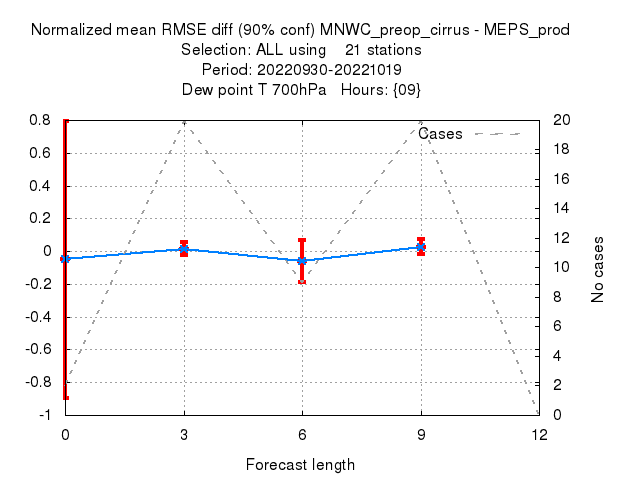 Normalized mean RMSE diff (90% conf) MNWC_preop_cirrus - MEPS_prod
Selection: ALL using 21 stations
Period: 20220930-20221019
Dew point T 700hPa Hours: {09}
Cases
0.8
0.6
0.4
0.2
0
-0.2
-0.4
-0.6
-0.8
-1
20
18
16
14
12
10
8
6
4
2
0
No cases
0 3 6 9 12
Forecast length